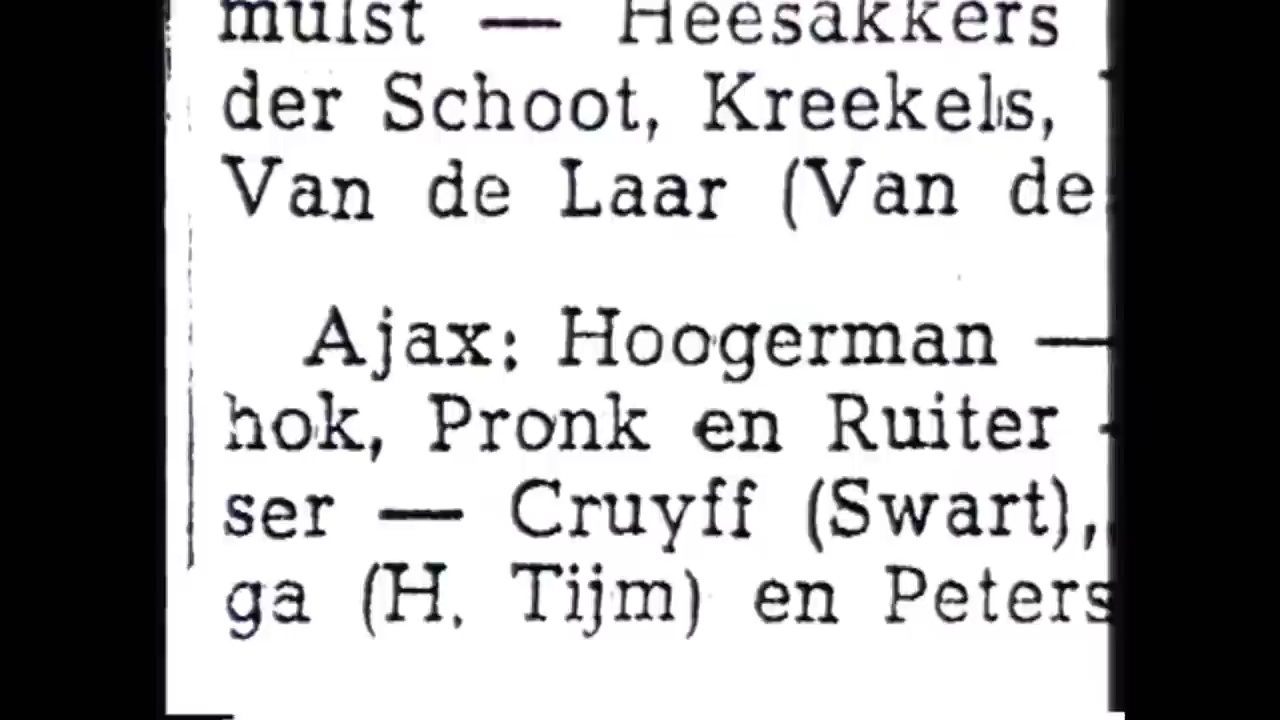 mulst — Heesakkers
der Schoot, Kreekels,
Van de Laar (Van de
Ajax: Hoogerman —
hok, Pronk en Ruiter -
ser — Cruyff (Swart),
ga (H. Tijm) en Peters